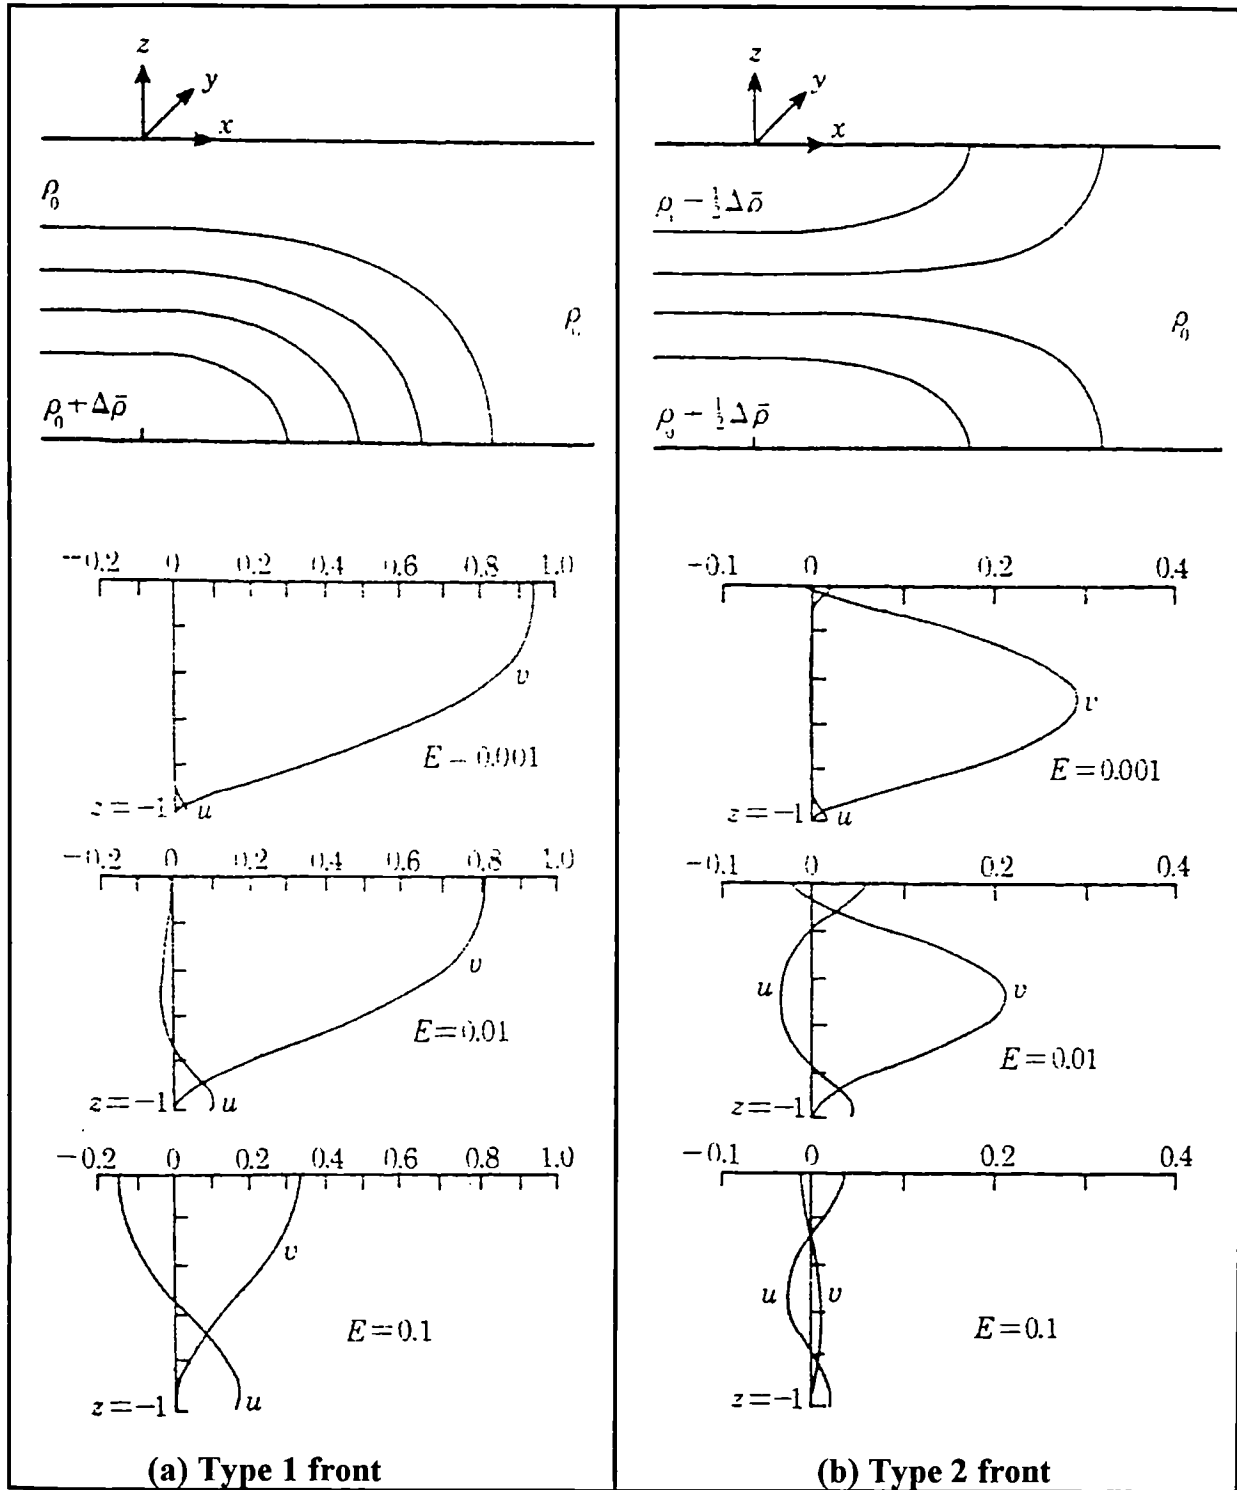 z
y
x
ρ₀
ρ₀
ρ₀ + Δρ̄
-0.2 0 0.2 0.4 0.6 0.8 1.0
v
E - 0.001
z = -1
u
-0.2 0 0.2 0.4 0.6 0.8 1.0
v
E = 0.01
z = -1
u
-0.2 0 0.2 0.4 0.6 0.8 1.0
v
E = 0.1
z = -1
u
(a) Type 1 front
z
y
x
ρ₀
-0.1 0 0.2 0.4
v
E = 0.001
z = -1
u
-0.1 0 0.2 0.4
u
v
E = 0.01
z = -1
-0.1 0 0.2 0.4
u
v
E = 0.1
z = -1
(b) Type 2 front